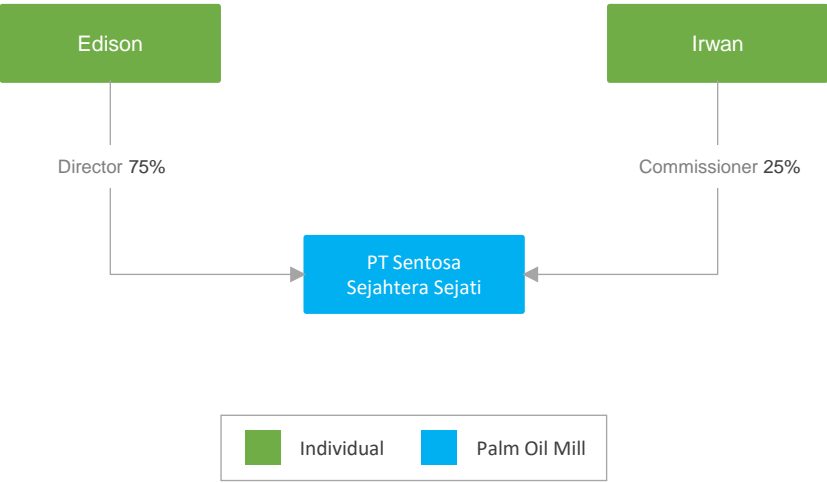 Edison
Irwan
Director 75%
Commissioner 25%
PT Sentosa
Sejahtera Sejati
Individual
Palm Oil Mill